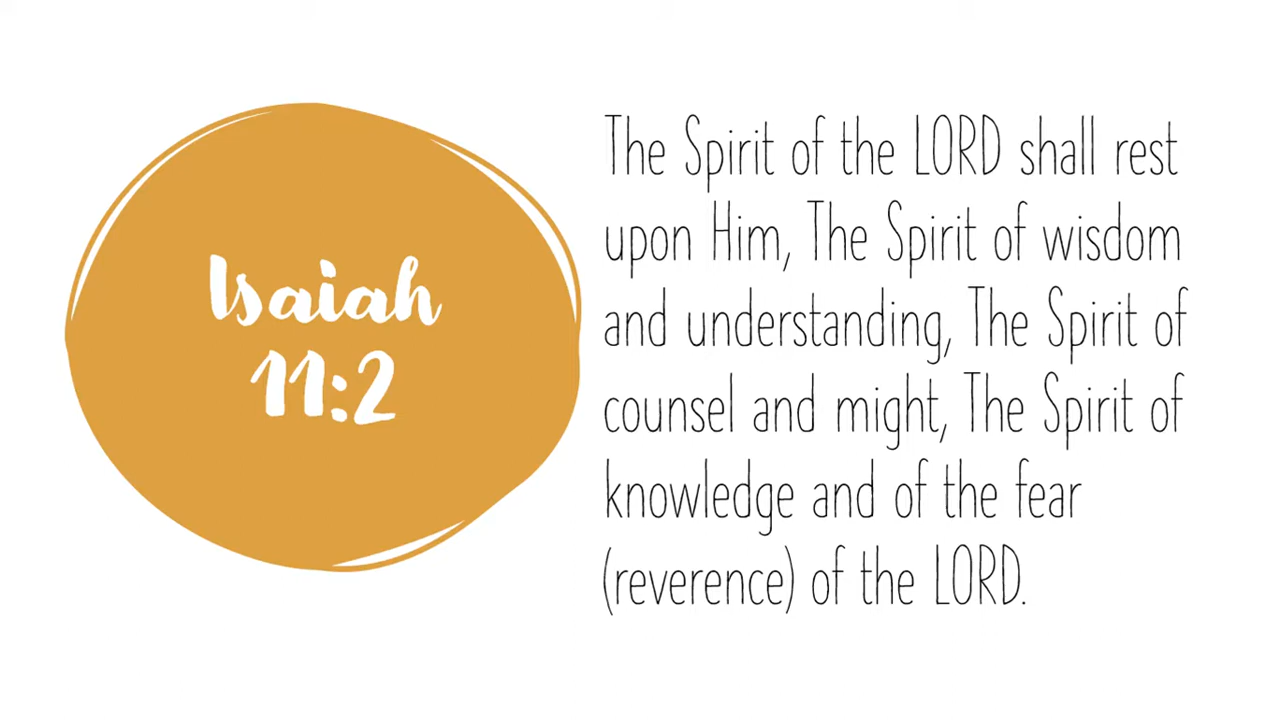 Isaiah
11:2
The Spirit of the LORD shall rest
upon Him, The Spirit of wisdom
and understanding, The Spirit of
counsel and might, The Spirit of
knowledge and of the fear
(reverence) of the LORD.